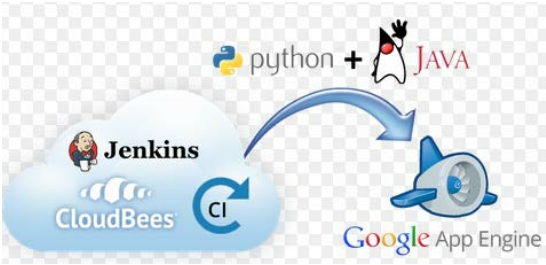 python + JAVA
Jenkins
CloudBees
CI
Google App Engine